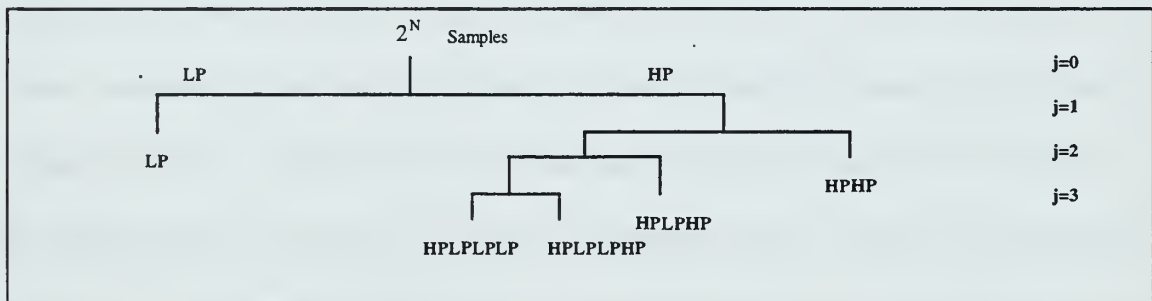 2^N Samples
LP HP j=0
j=1
LP j=2
HPHP
j=3
HPLPHP
HPLPLPLP HPLPLPHP